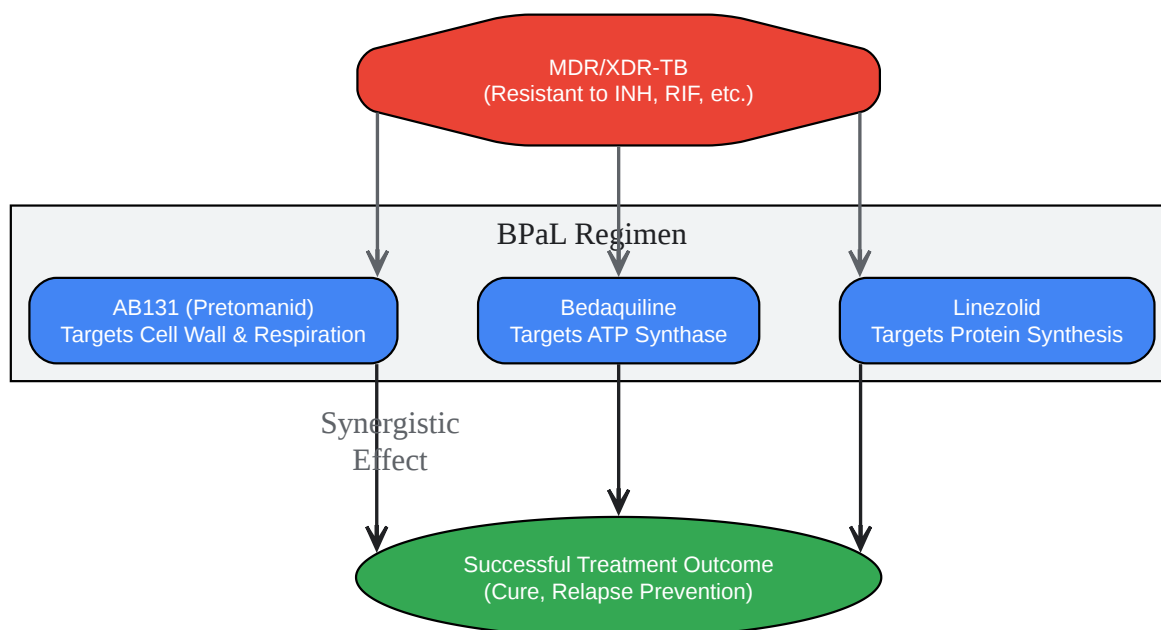 MDR/XDR-TB
(Resistant to INH, RIF, etc.)
BPaL Regimen
AB131 (Pretomanid)
Targets Cell Wall & Respiration
Bedaquiline
Targets ATP Synthase
Linezolid
Targets Protein Synthesis
Synergistic
Effect
Successful Treatment Outcome
(Cure, Relapse Prevention)